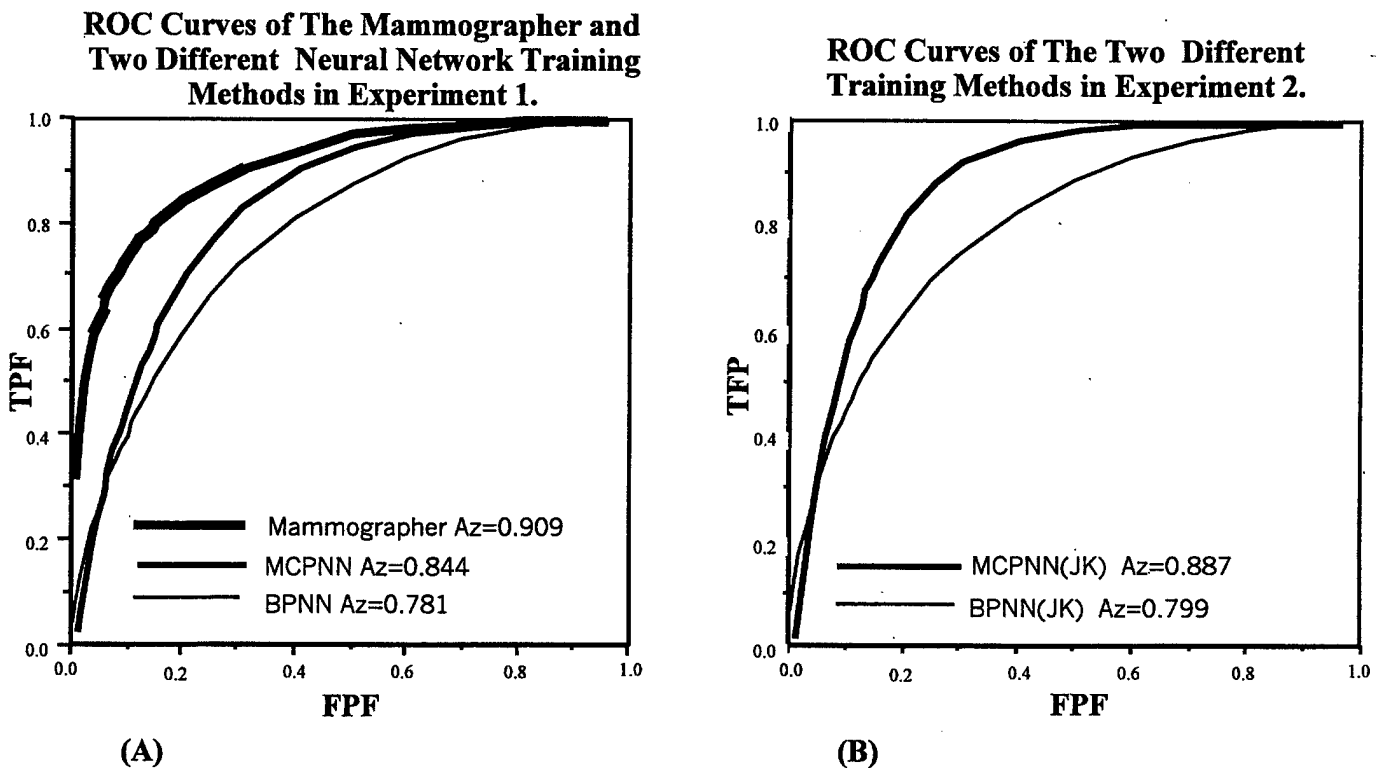 ROC Curves of The Mammographer and
Two Different Neural Network Training
Methods in Experiment 1.
1.0
0.8
0.6
0.4
0.2
0.0
TPF
Mammographer Az=0.909
MCPNN Az=0.844
BPNN Az=0.781
0.0 0.2 0.4 0.6 0.8 1.0
FPF
(A)
ROC Curves of The Two Different
Training Methods in Experiment 2.
1.0
0.8
0.6
0.4
0.2
0.0
TFP
MCPNN(JK) Az=0.887
BPNN(JK) Az=0.799
0.0 0.2 0.4 0.6 0.8 1.0
FPF
(B)